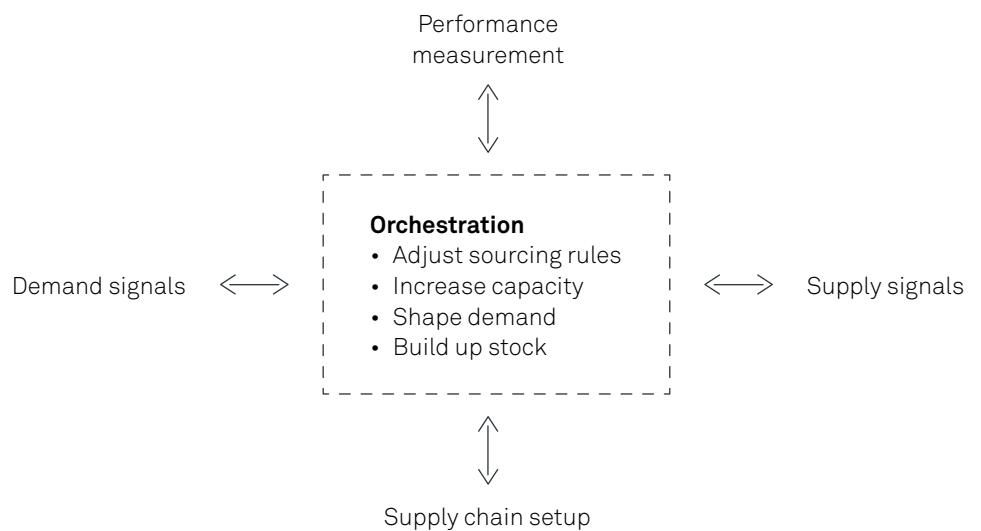 Performance
measurement
Orchestration
• Adjust sourcing rules
• Increase capacity
• Shape demand
• Build up stock
Demand signals
Supply signals
Supply chain setup